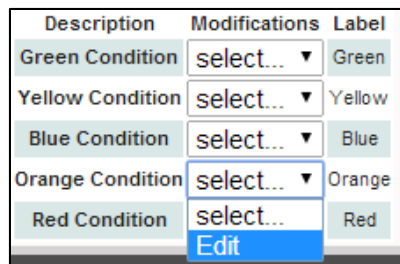 Description Modifications Label
Green Condition select... Green
Yellow Condition select... Yellow
Blue Condition select... Blue
Orange Condition select... Orange
Red Condition select... Red
Edit